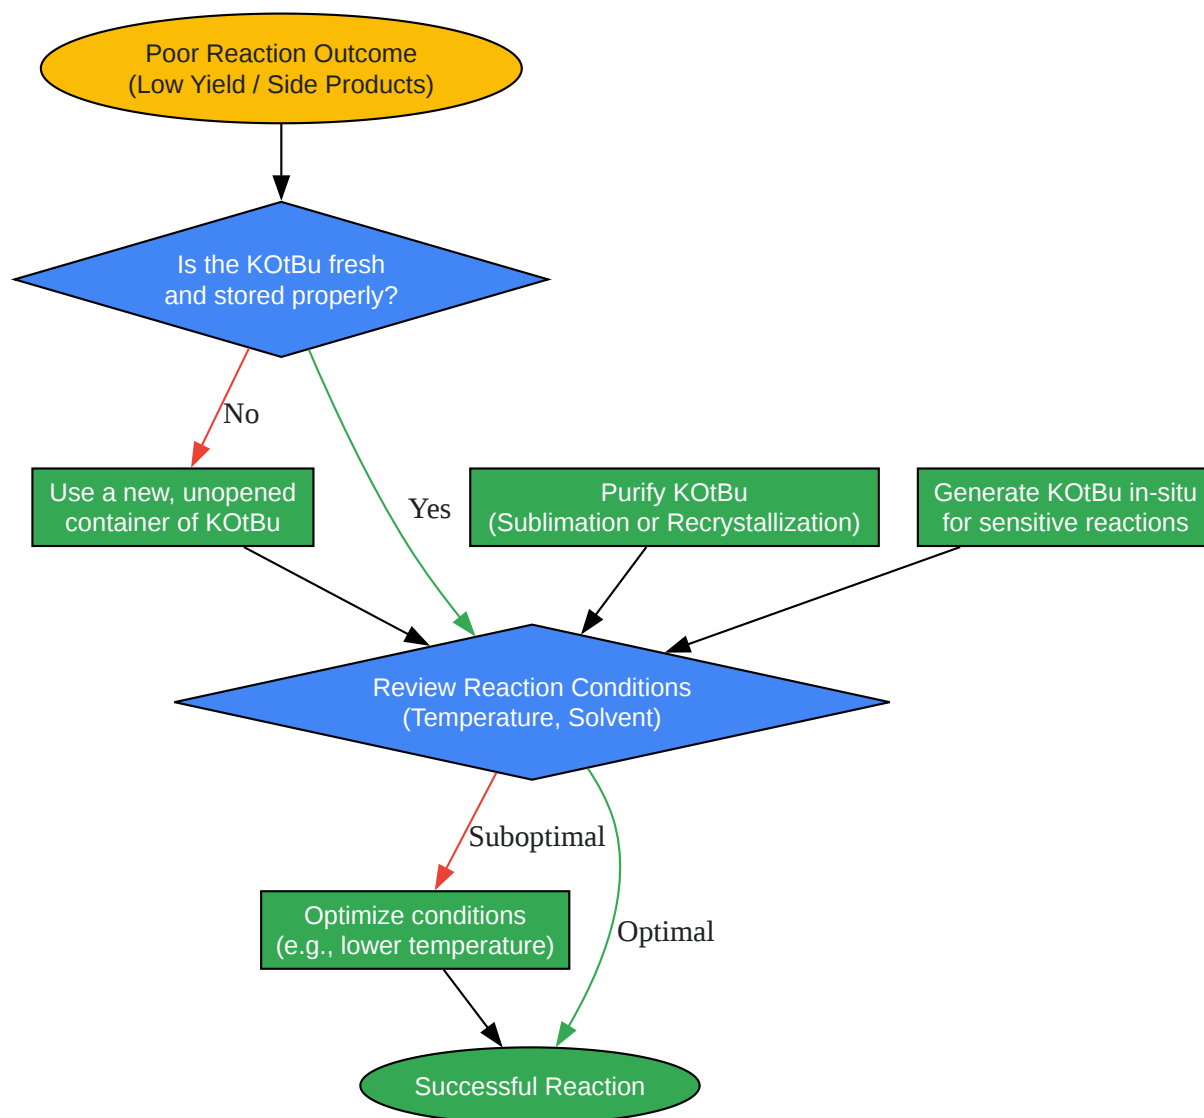 Poor Reaction Outcome
(Low Yield / Side Products)
Is the KOtBu fresh
and stored properly?
No
Yes
Use a new, unopened
container of KOtBu
Purify KOtBu
(Sublimation or Recrystallization)
Generate KOtBu in-situ
for sensitive reactions
Review Reaction Conditions
(Temperature, Solvent)
Suboptimal
Optimize conditions
(e.g., lower temperature)
Optimal
Successful Reaction